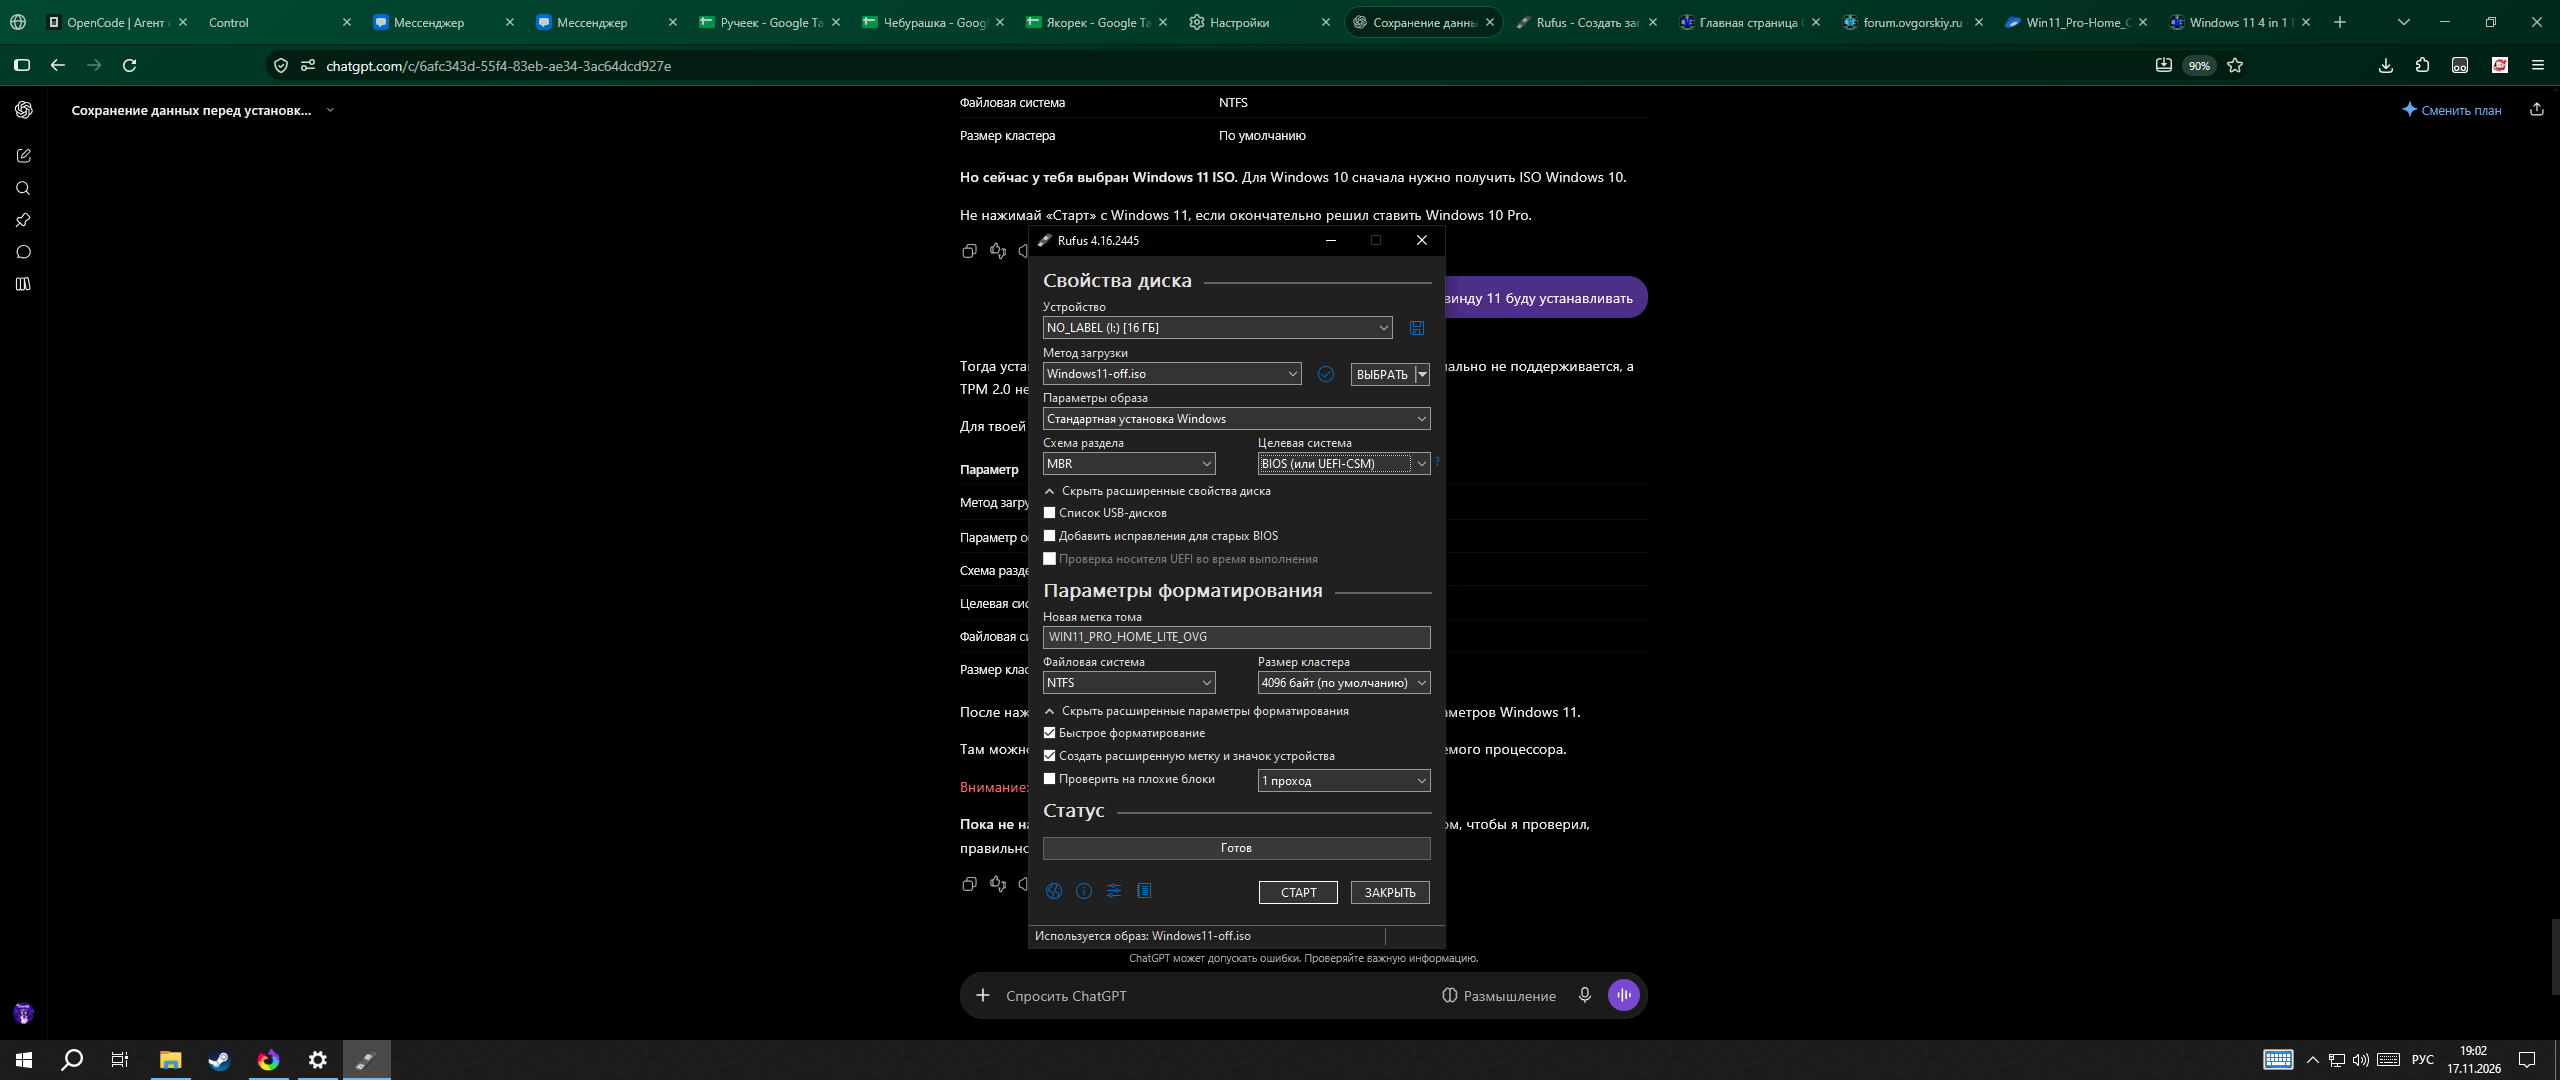 OpenCode | Агент с
Control
Мессенджер
Мессенджер
Ручеек - Google Та
Чебурашка - Googl
Якорек - Google Та
Настройки
Сохранение данны
Rufus - Создать заг
Главная страница
forum.ovgorskiy.ru
Win11_Pro-Home_O
Windows 11 4 in 1
chatgpt.com/c/6afc343d-55f4-83eb-ae34-3ac64dcd927e
90%
Сохранение данных перед установк...
Сменить план
Файловая система NTFS
Размер кластера По умолчанию
Но сейчас у тебя выбран Windows 11 ISO. Для Windows 10 сначала нужно получить ISO Windows 10.
Не нажимай «Старт» с Windows 11, если окончательно решил ставить Windows 10 Pro.
винду 11 буду устанавливать
Тогда уста
ально не поддерживается, а
TPM 2.0 не
Для твоей
Параметр
Метод загру
Параметр о
Схема разде
Целевая сис
Файловая си
Размер клас
После наж
аметров Windows 11.
Там можно
емого процессора.
Внимание:
Пока не на
ом, чтобы я проверил,
правильно
Rufus 4.16.2445
Свойства диска
Устройство
NO_LABEL (I:) [16 ГБ]
Метод загрузки
Windows11-off.iso
ВЫБРАТЬ
Параметры образа
Стандартная установка Windows
Схема раздела
Целевая система
MBR
BIOS (или UEFI-CSM)
?
Скрыть расширенные свойства диска
Список USB-дисков
Добавить исправления для старых BIOS
Проверка носителя UEFI во время выполнения
Параметры форматирования
Новая метка тома
WIN11_PRO_HOME_LITE_OVG
Файловая система
Размер кластера
NTFS
4096 байт (по умолчанию)
Скрыть расширенные параметры форматирования
Быстрое форматирование
Создать расширенную метку и значок устройства
Проверить на плохие блоки
1 проход
Статус
Готов
СТАРТ
ЗАКРЫТЬ
Используется образ: Windows11-off.iso
ChatGPT может допускать ошибки. Проверяйте важную информацию.
Спросить ChatGPT
Размышление
РУС
19:02
17.11.2026